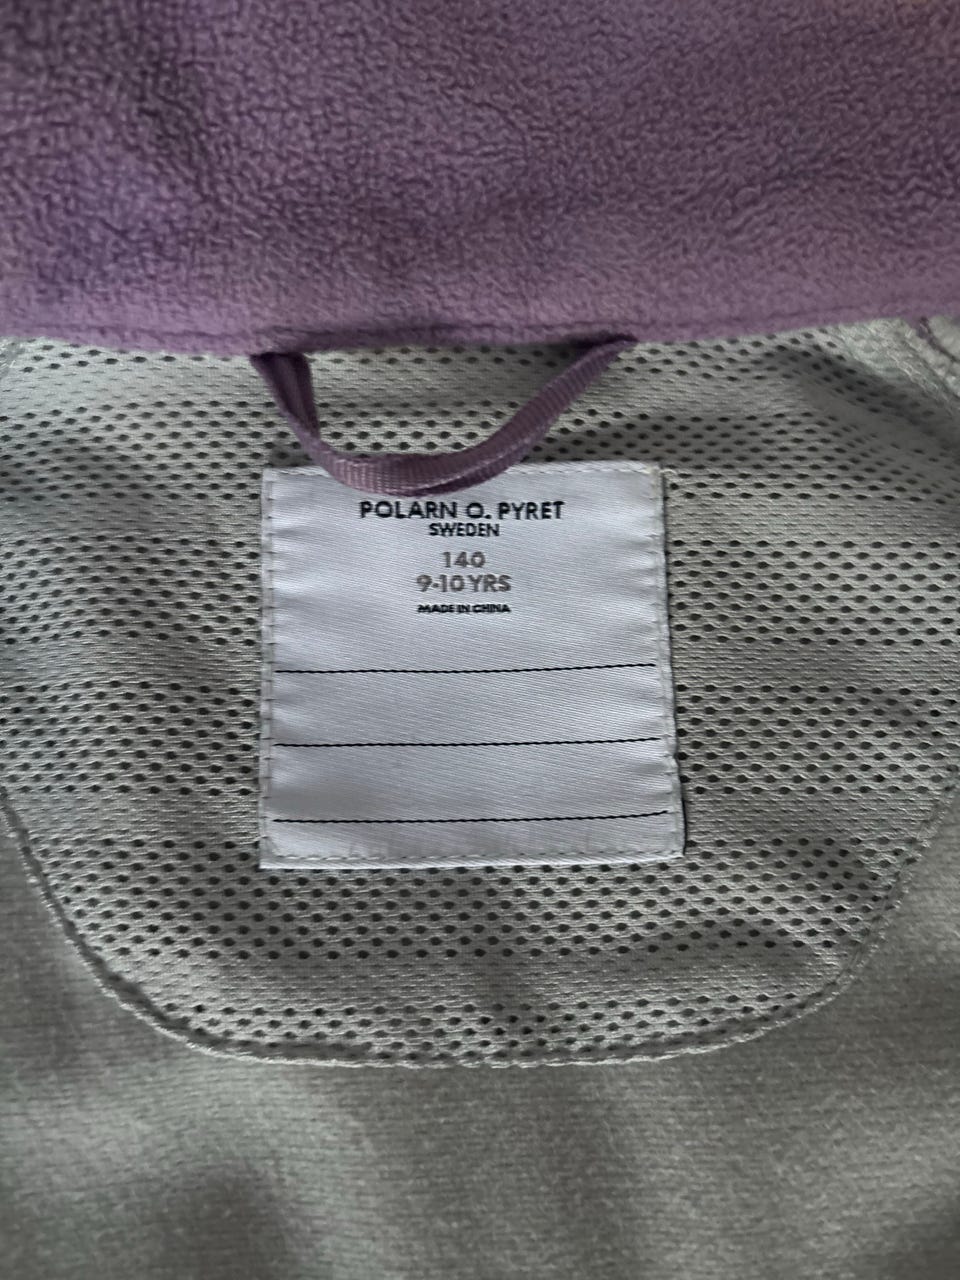 POLARN O. PYRET
SWEDEN
140
9-10 YRS
MADE IN CHINA